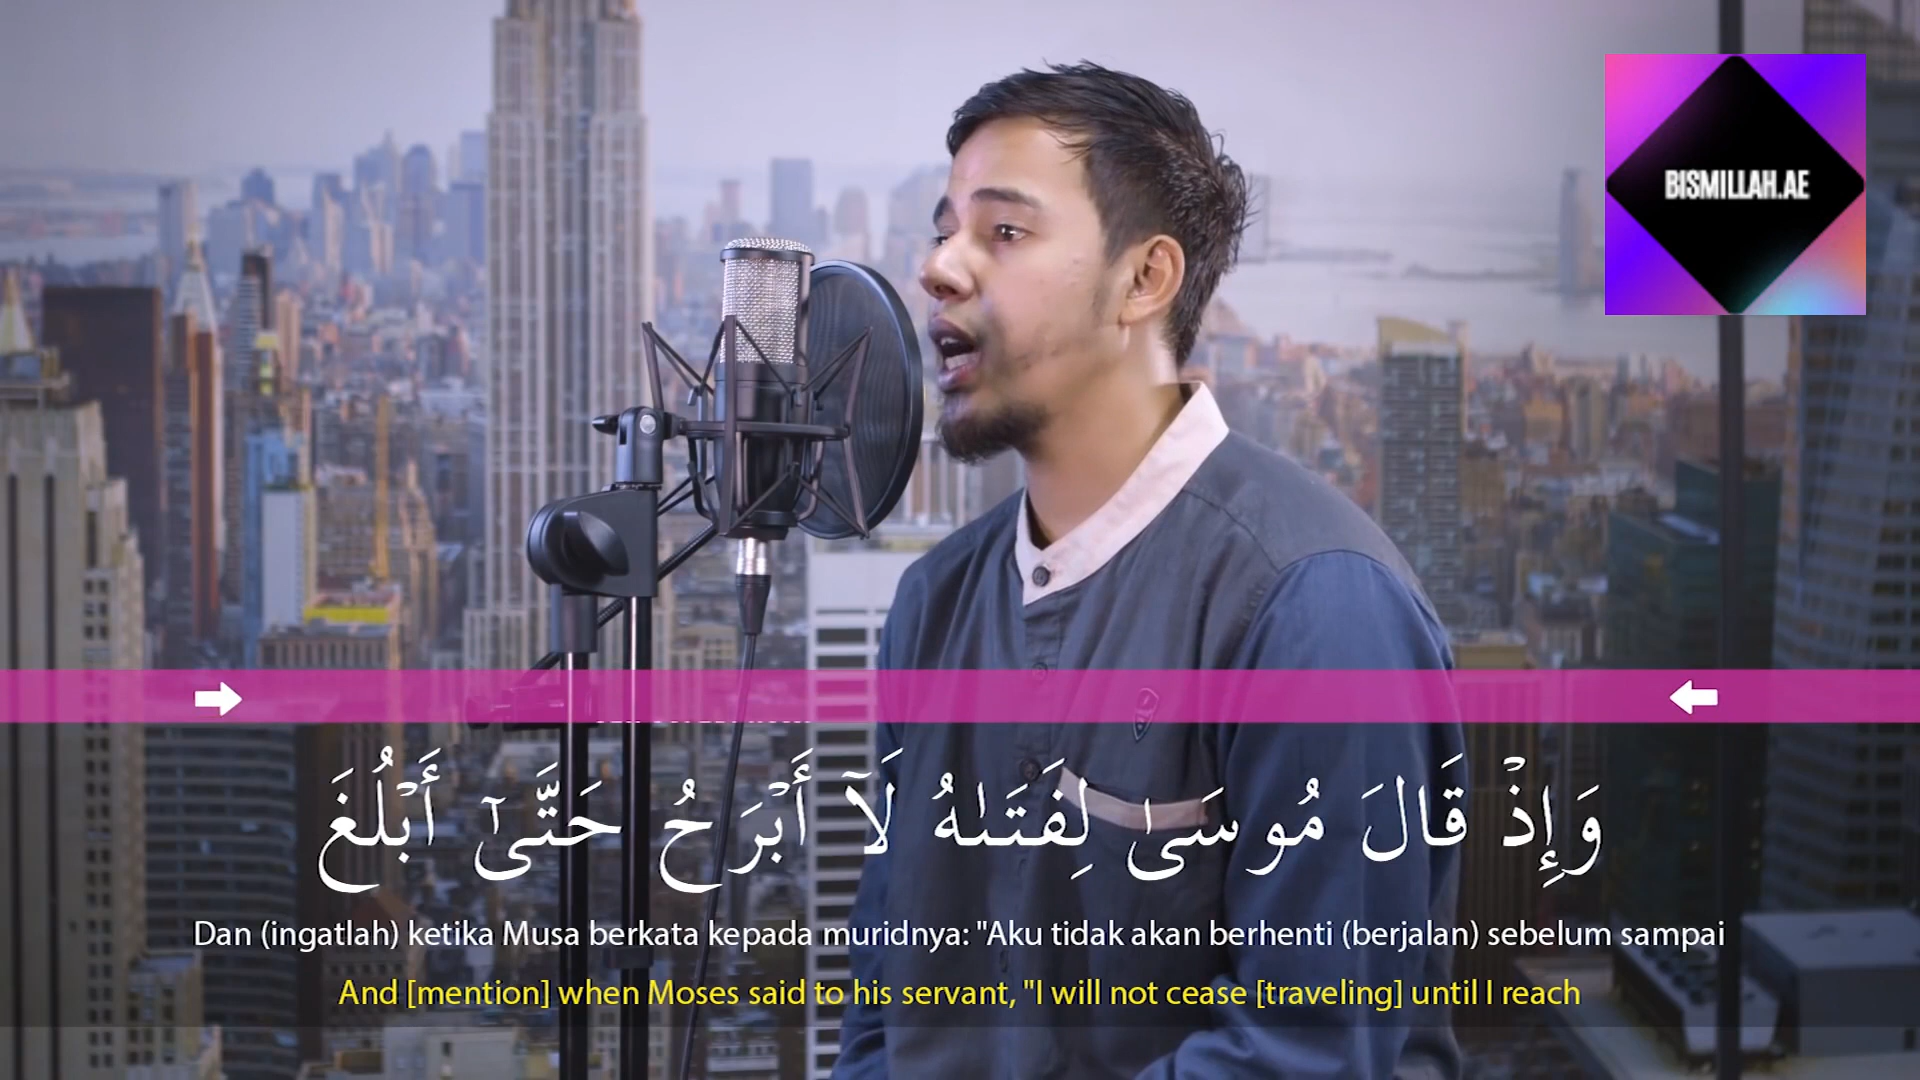 BISMILLAH.AE
وَإِذْ قَالَ مُوسَىٰ لِفَتَىٰهُ لَآ أَبْرَحُ حَتَّىٰٓ أَبْلُغَ
Dan (ingatlah) ketika Musa berkata kepada muridnya: "Aku tidak akan berhenti (berjalan) sebelum sampai
And [mention] when Moses said to his servant, "I will not cease [traveling] until I reach